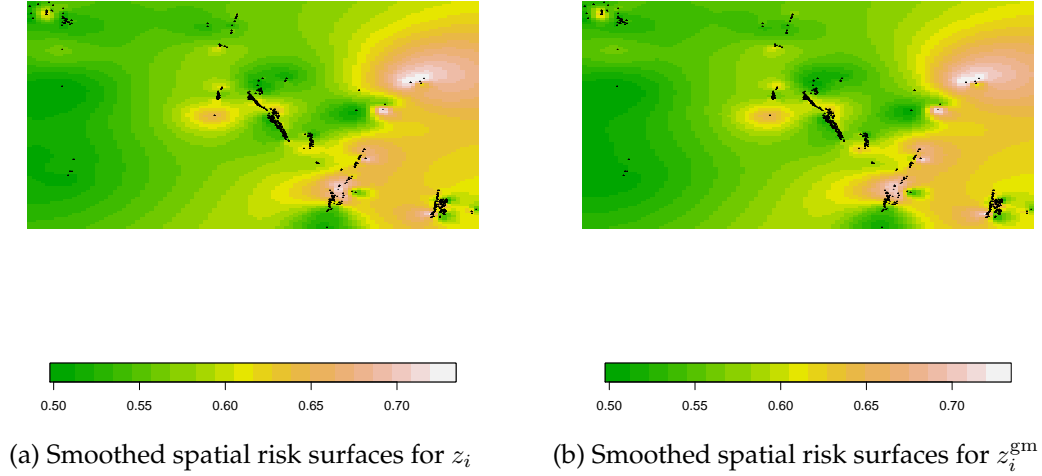 0.50 0.55 0.60 0.65 0.70
0.50 0.55 0.60 0.65 0.70
(a) Smoothed spatial risk surfaces for z_i
(b) Smoothed spatial risk surfaces for z_i^gm